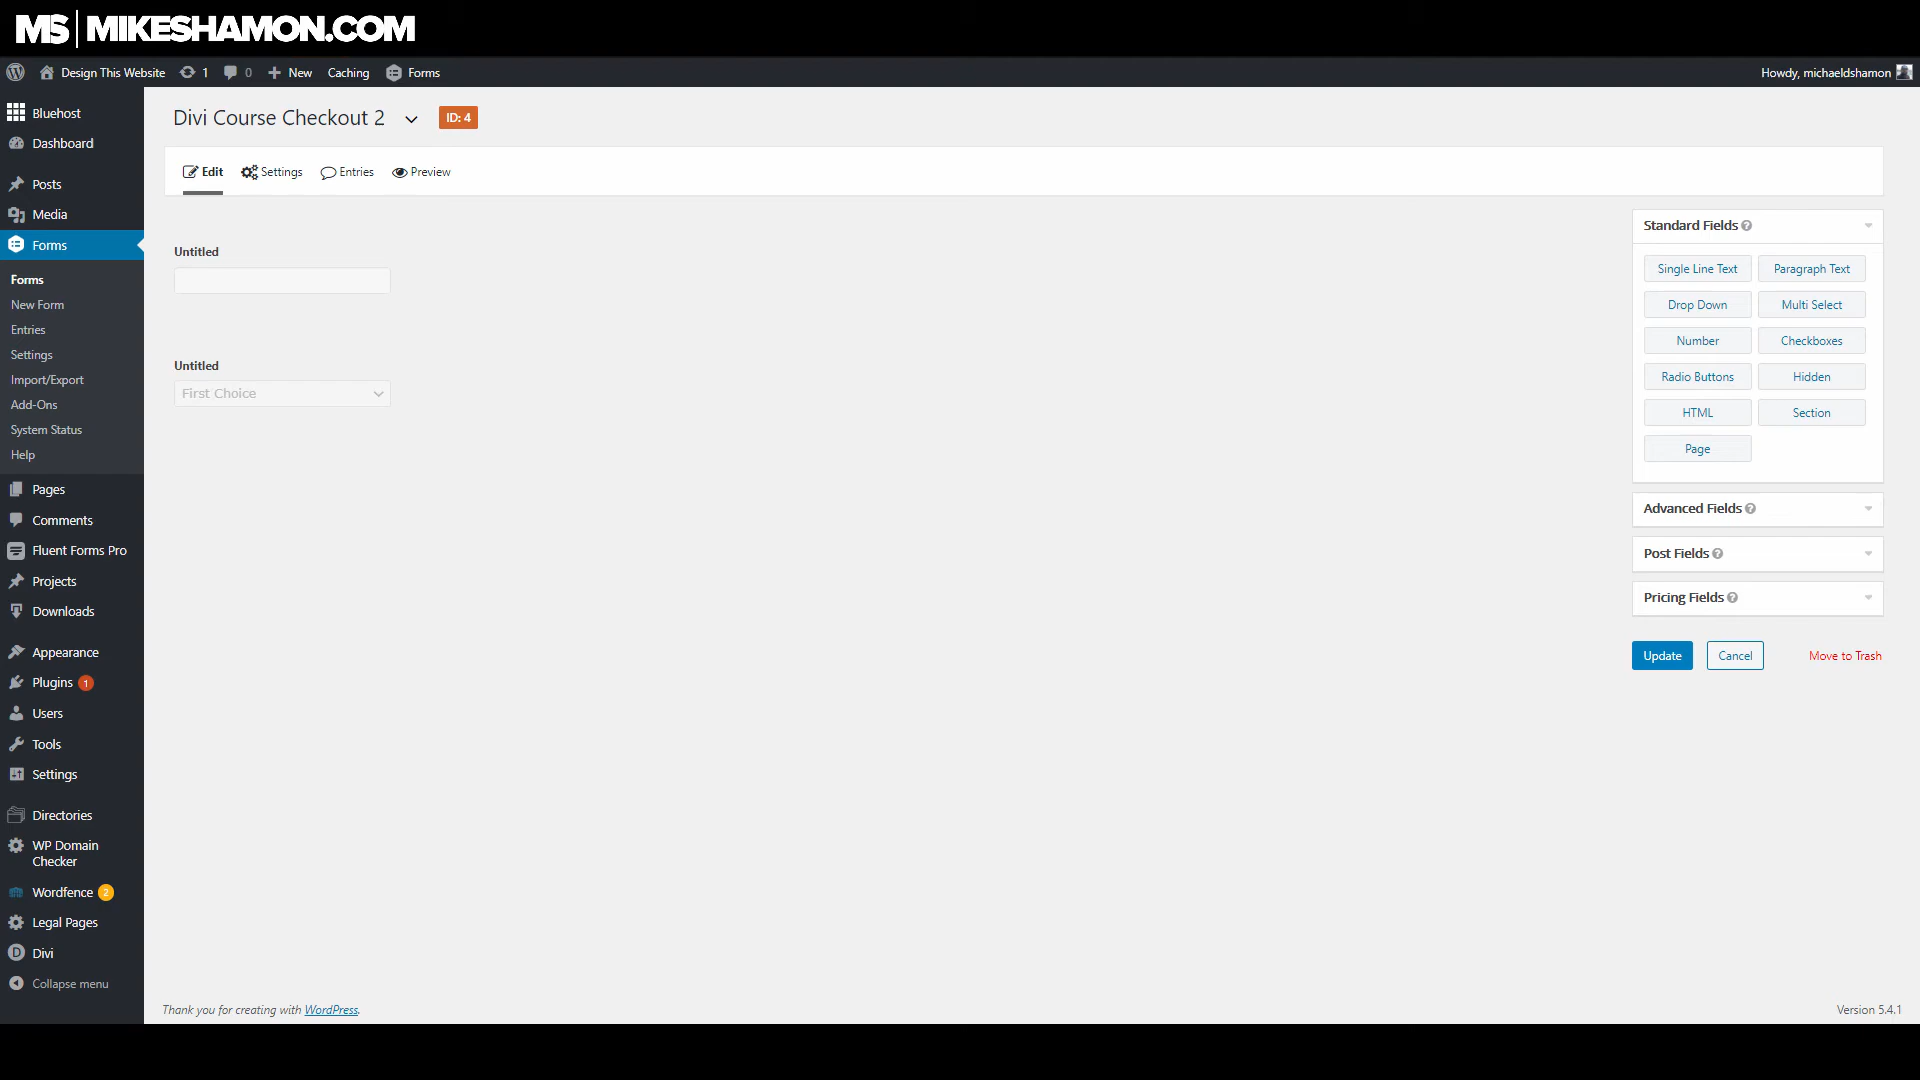 MS | MIKESHAMON.COM
Design This Website 1 0 New Caching Forms Howdy, michaeldshamon
Bluehost
Dashboard
Posts
Media
Forms
Forms
New Form
Entries
Settings
Import/Export
Add-Ons
System Status
Help
Pages
Comments
Fluent Forms Pro
Projects
Downloads
Appearance
Plugins 1
Users
Tools
Settings
Directories
WP Domain
Checker
Wordfence 2
Legal Pages
Divi
Collapse menu
Divi Course Checkout 2 ID: 4
Edit Settings Entries Preview
Untitled
Untitled
First Choice
Standard Fields
Single Line Text Paragraph Text
Drop Down Multi Select
Number Checkboxes
Radio Buttons Hidden
HTML Section
Page
Advanced Fields
Post Fields
Pricing Fields
Update Cancel Move to Trash
Thank you for creating with WordPress. Version 5.4.1